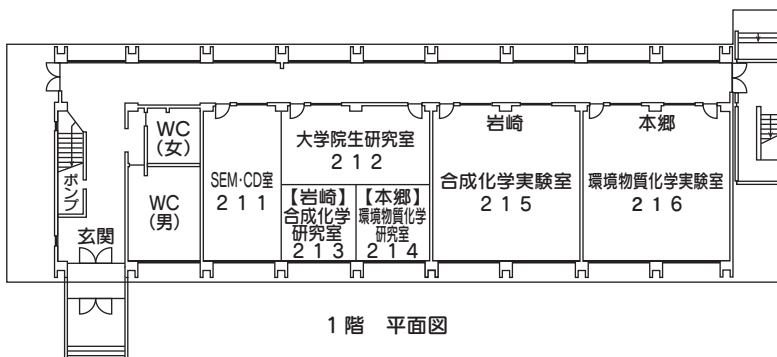 WC
(女)
WC
(男)
ポンプ
玄関
SEM・CD室
211
大学院生研究室
212
【岩崎】
合成化学
研究室
213
【本郷】
環境物質化学
研究室
214
岩崎
合成化学実験室
215
本郷
環境物質化学実験室
216
1階 平面図